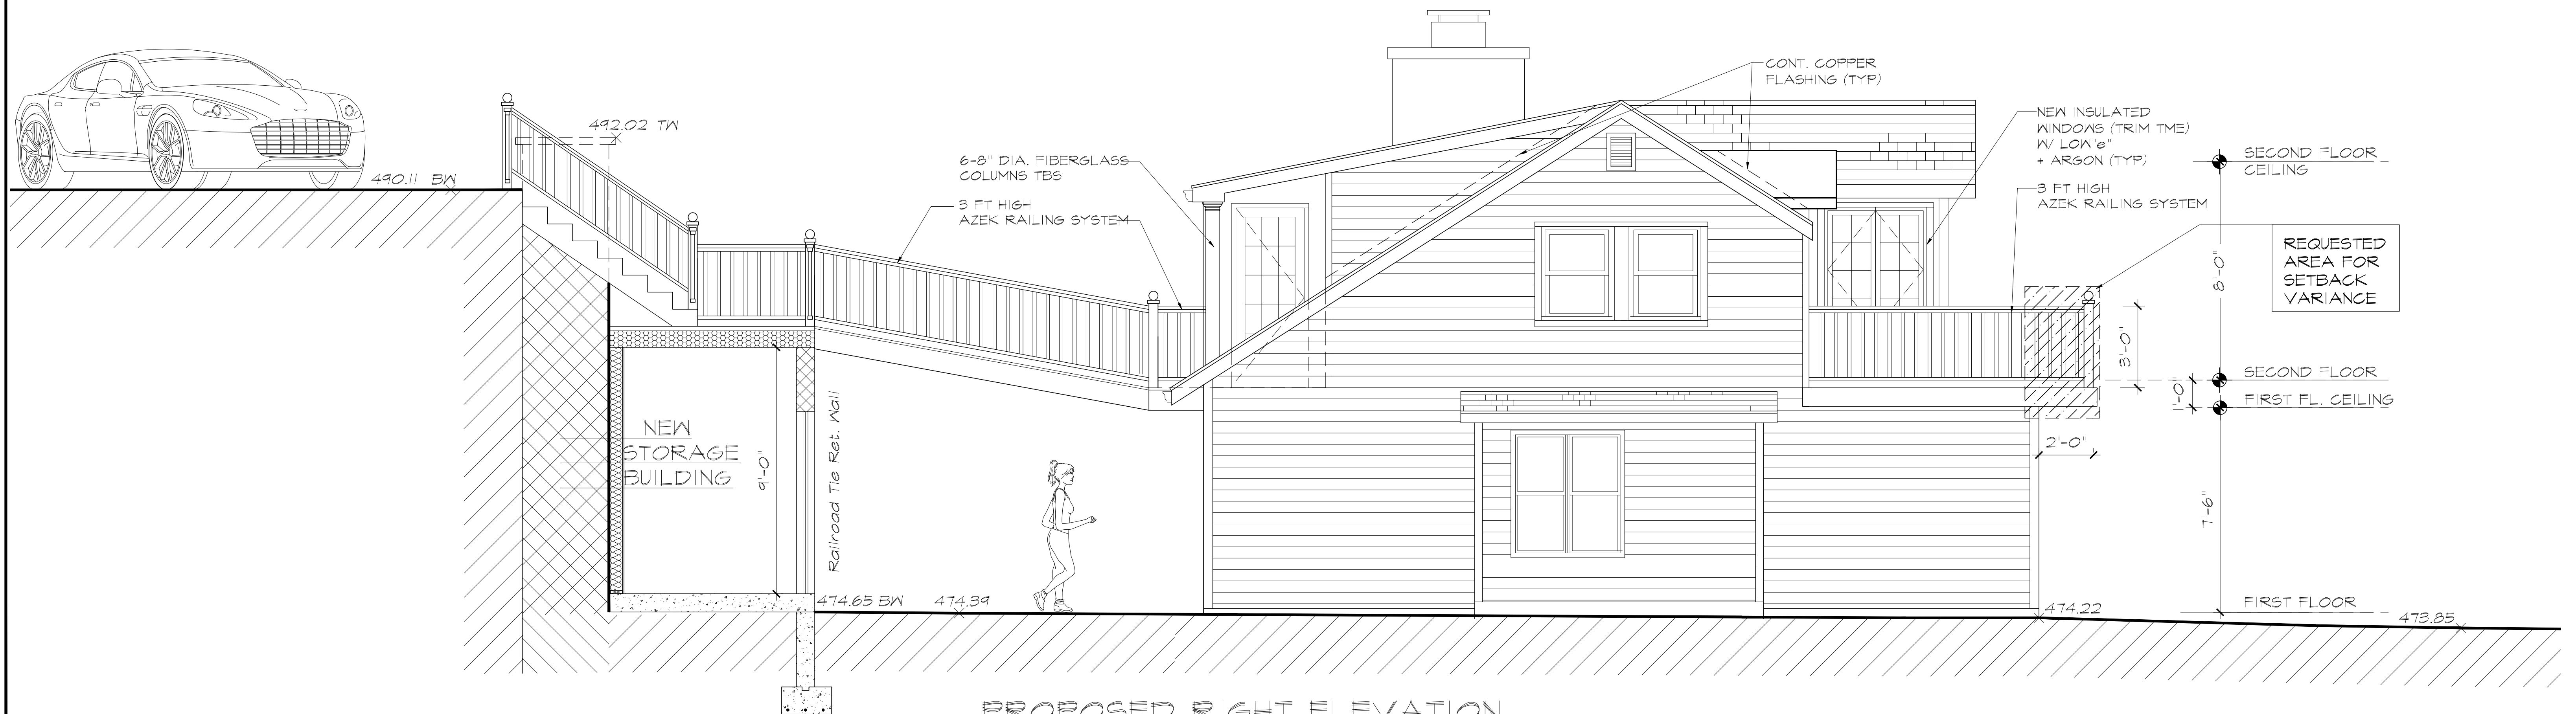 490.11 BW
492.02 TW
6-8" DIA. FIBERGLASS
COLUMNS TBS
3 FT HIGH
AZEK RAILING SYSTEM
CONT. COPPER
FLASHING (TYP)
NEW INSULATED
WINDOWS (TRIM TME)
W/ LOW"e"
+ ARGON (TYP)
3 FT HIGH
AZEK RAILING SYSTEM
REQUESTED
AREA FOR
SETBACK
VARIANCE
SECOND FLOOR
CEILING
8'-0"
SECOND FLOOR
1'-0"
FIRST FL. CEILING
3'-0"
2'-0"
7'-6"
FIRST FLOOR
NEW
STORAGE
BUILDING
9'-0"
Railroad Tie Ret. Wall
474.65 BW
474.39
474.22
473.85
PROPOSED RIGHT ELEVATION